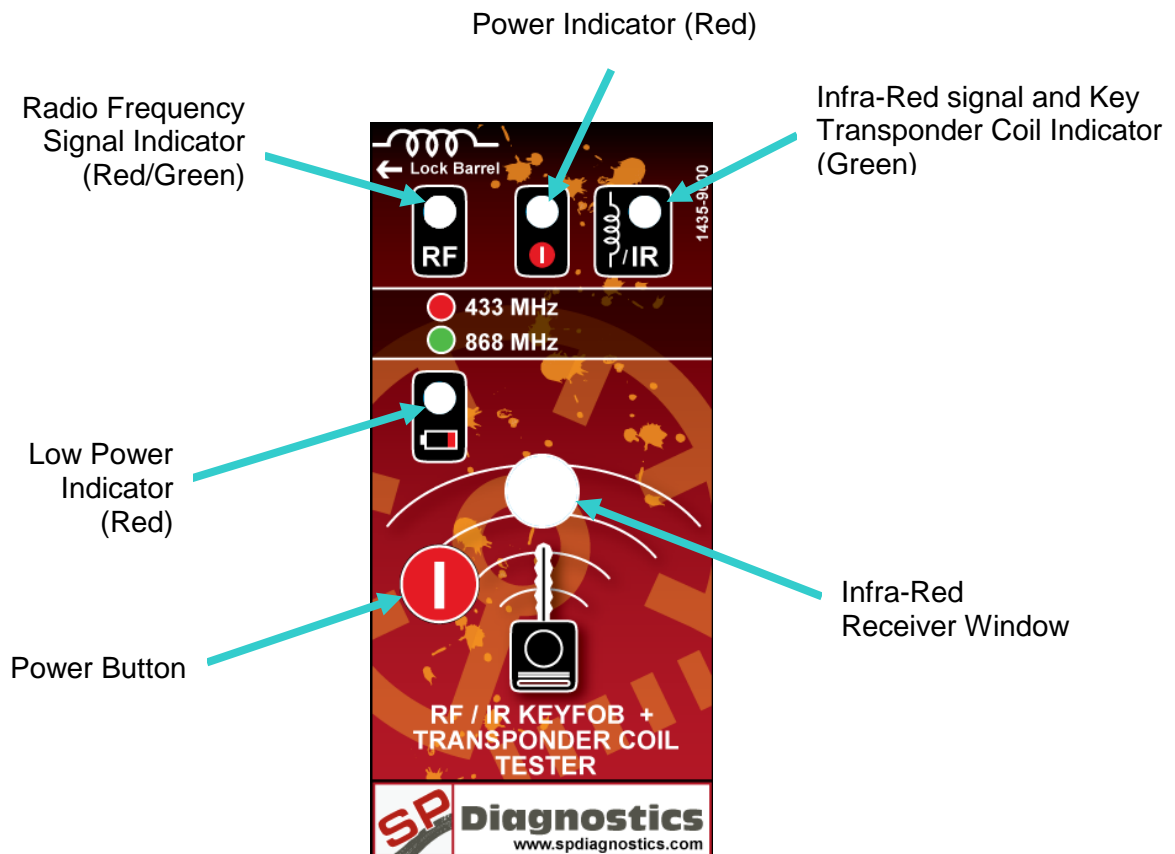 Power Indicator (Red)
Radio Frequency
Signal Indicator
(Red/Green)
Infra-Red signal and Key
Transponder Coil Indicator
(Green)
← Lock Barrel
1435-9000
RF
I
/ IR
433 MHz
868 MHz
Low Power
Indicator
(Red)
I
Infra-Red
Receiver Window
Power Button
RF / IR KEYFOB +
TRANSPONDER COIL
TESTER
SP Diagnostics
www.spdiagnostics.com